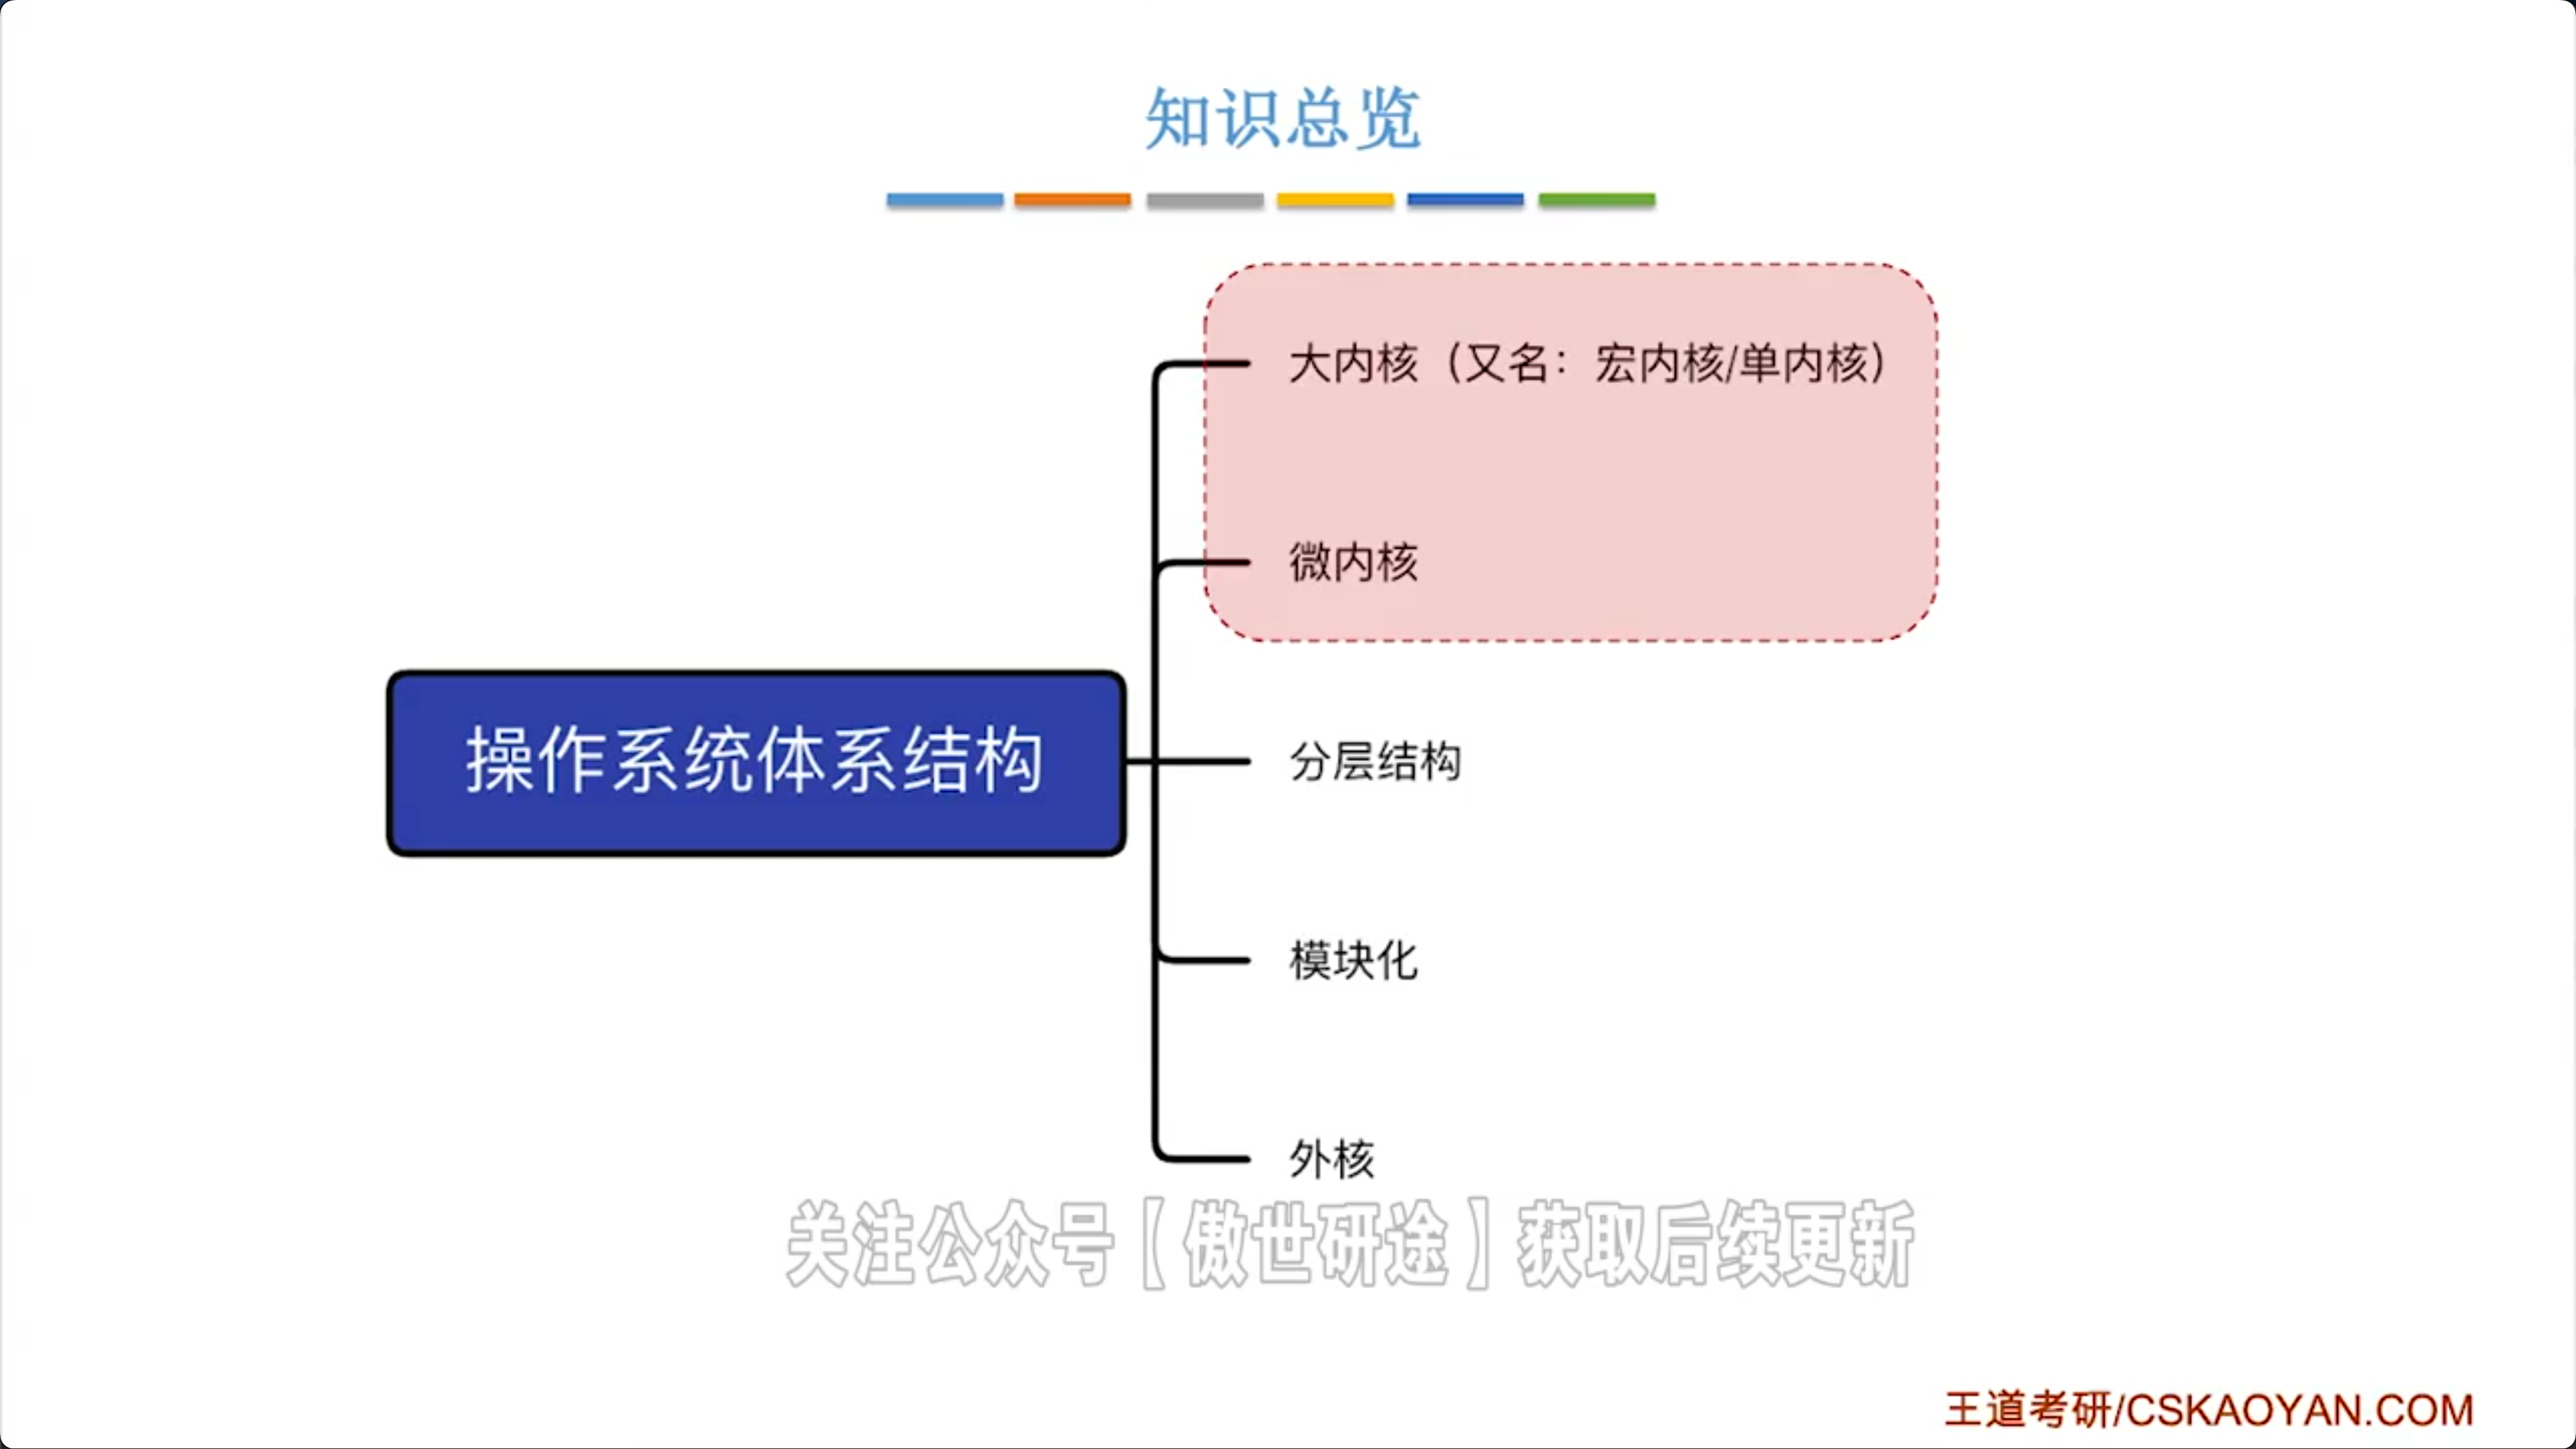 知识总览
大内核（又名：宏内核/单内核）
微内核
操作系统体系结构
分层结构
模块化
外核
关注公众号【傲世研途】获取后续更新
王道考研/CSKAOYAN.COM